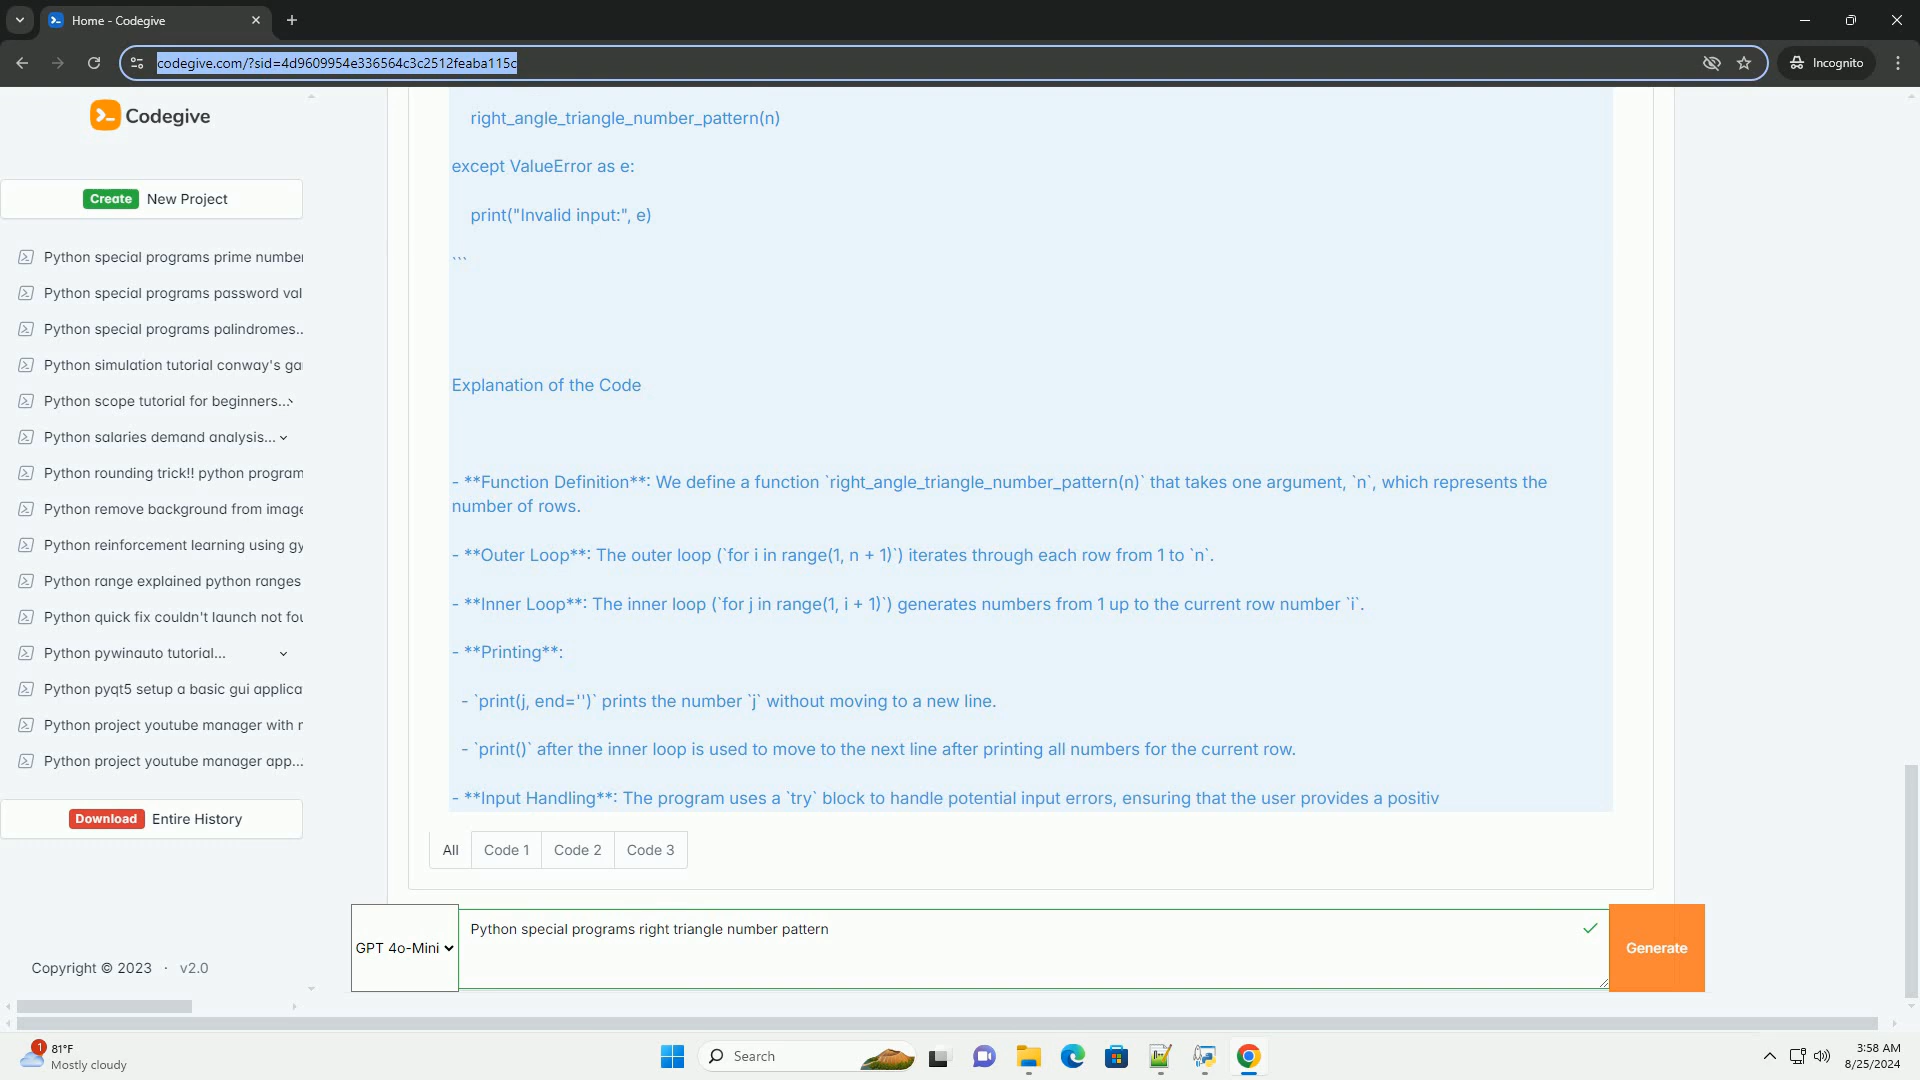 Home - Codegive
codegive.com/?sid=4d9609954e336564c3c2512feaba115c
Incognito
Codegive
Create New Project
Python special programs prime number
Python special programs password val
Python special programs palindromes...
Python simulation tutorial conway's ga
Python scope tutorial for beginners...
Python salaries demand analysis...
Python rounding trick!! python program
Python remove background from image
Python reinforcement learning using gy
Python range explained python ranges
Python quick fix couldn't launch not fou
Python pywinauto tutorial...
Python pyqt5 setup a basic gui applica
Python project youtube manager with
Python project youtube manager app...
Download Entire History
Copyright © 2023 · v2.0
right_angle_triangle_number_pattern(n)
except ValueError as e:
print("Invalid input:", e)
```
Explanation of the Code
- **Function Definition**: We define a function `right_angle_triangle_number_pattern(n)` that takes one argument, `n`, which represents the
number of rows.
- **Outer Loop**: The outer loop (`for i in range(1, n + 1)`) iterates through each row from 1 to `n`.
- **Inner Loop**: The inner loop (`for j in range(1, i + 1)`) generates numbers from 1 up to the current row number `i`.
- **Printing**:
- `print(j, end='')` prints the number `j` without moving to a new line.
- `print()` after the inner loop is used to move to the next line after printing all numbers for the current row.
- **Input Handling**: The program uses a `try` block to handle potential input errors, ensuring that the user provides a positiv
All Code 1 Code 2 Code 3
GPT 4o-Mini
Python special programs right triangle number pattern
Generate
1
81°F
Mostly cloudy
Search
3:58 AM
8/25/2024